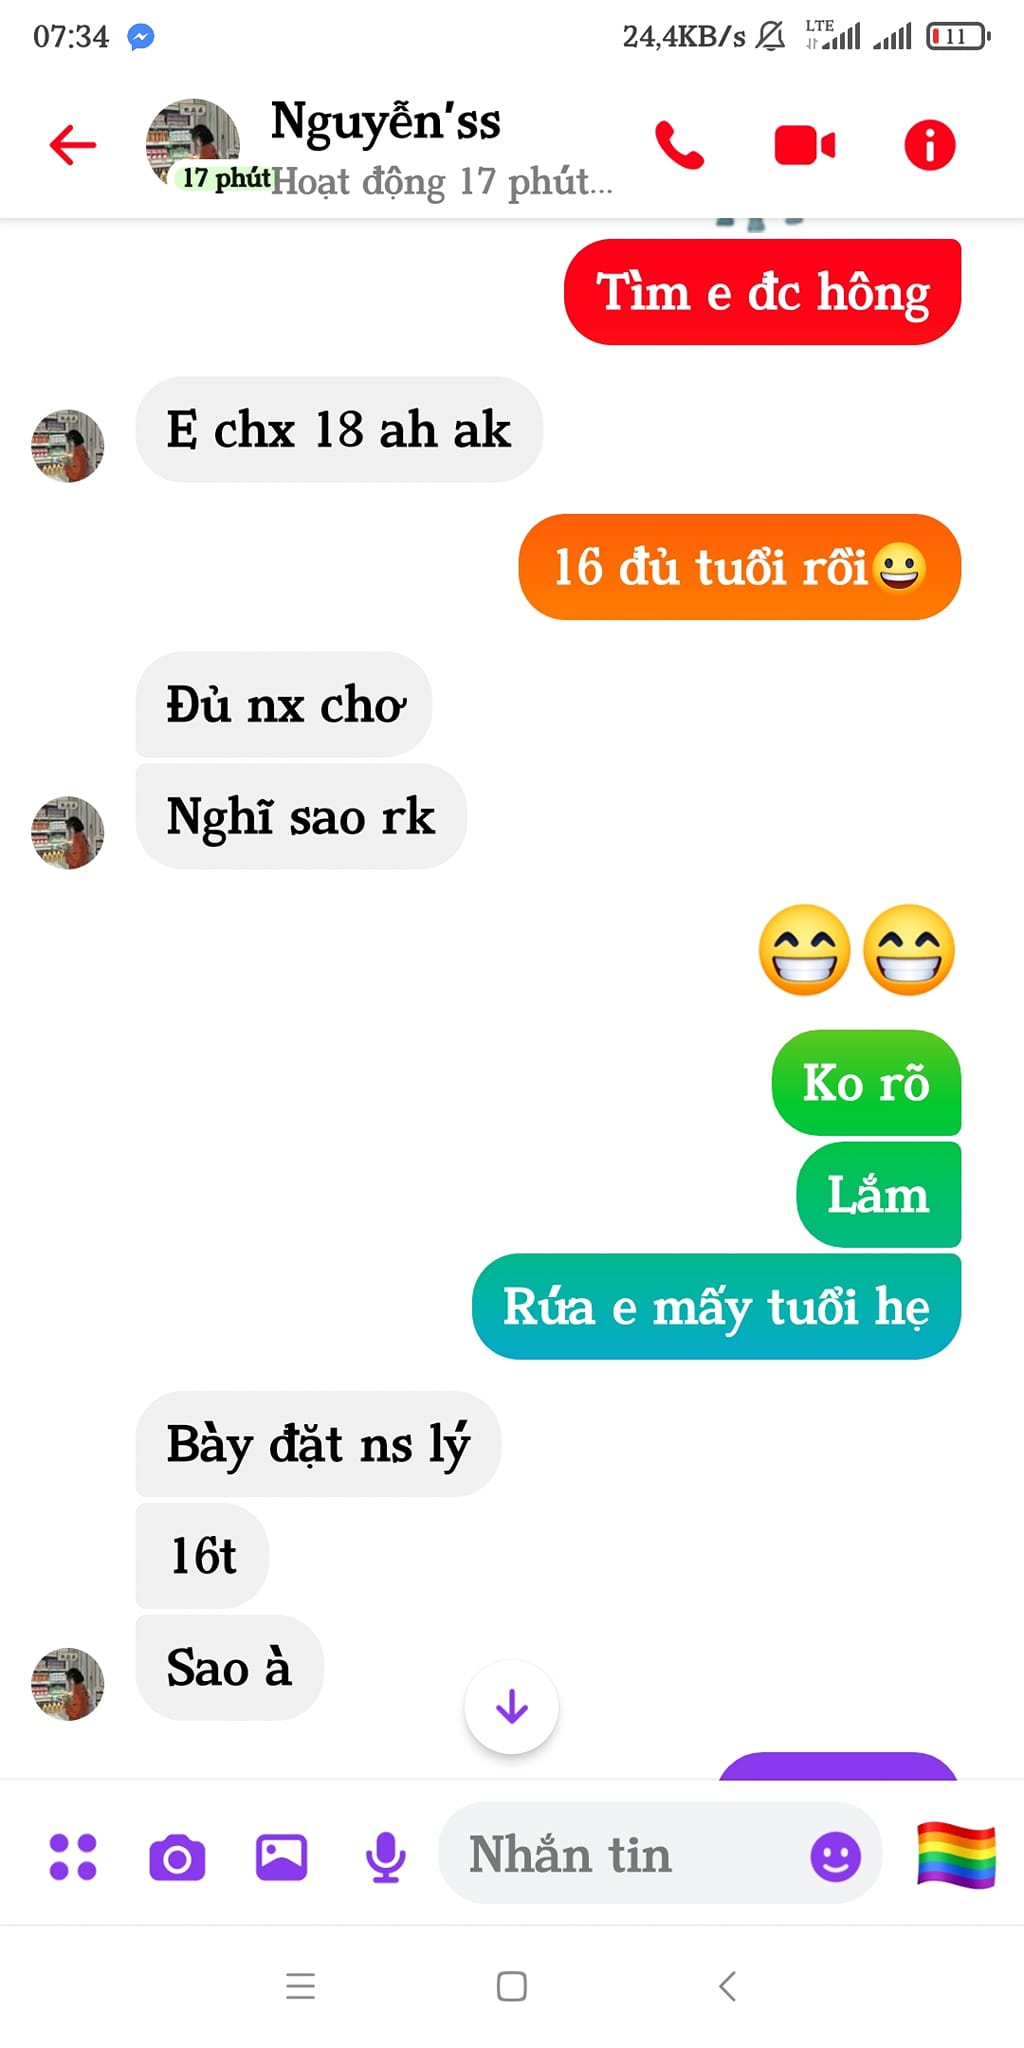 07:34
24,4KB/s
LTE
11
Nguyễn'ss
17 phút
Hoạt động 17 phút...
Tìm e đc hông
E chx 18 ah ak
16 đủ tuổi rồi😀
Đủ nx chơ
Nghĩ sao rk
😁😁
Ko rõ
Lắm
Rứa e mấy tuổi hẹ
Bày đặt ns lý
16t
Sao à
Nhắn tin